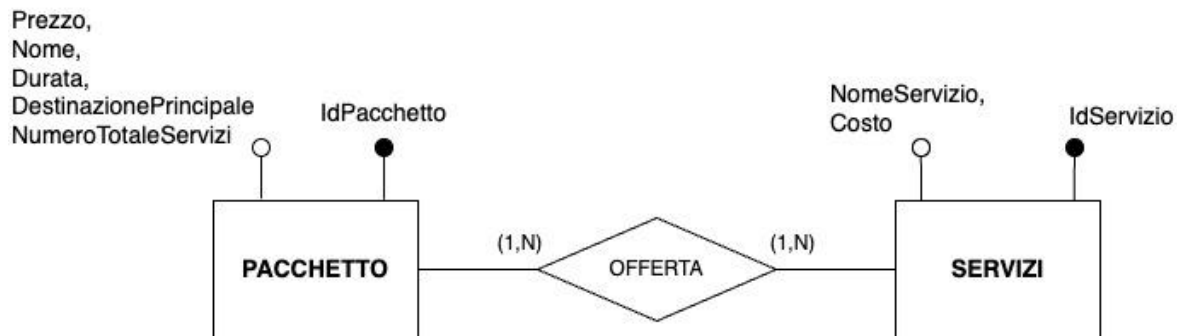 Prezzo,
Nome,
Durata,
DestinazionePrincipale
NumeroTotaleServizi
IdPacchetto
NomeServizio,
Costo
IdServizio
(1,N)
(1,N)
PACCHETTO
OFFERTA
SERVIZI